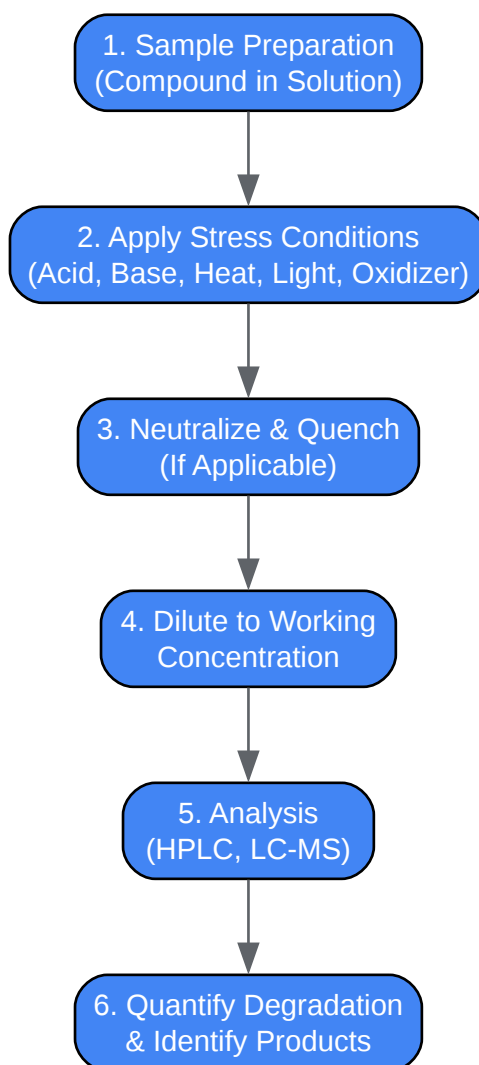 1. Sample Preparation
(Compound in Solution)
2. Apply Stress Conditions
(Acid, Base, Heat, Light, Oxidizer)
3. Neutralize & Quench
(If Applicable)
4. Dilute to Working
Concentration
5. Analysis
(HPLC, LC-MS)
6. Quantify Degradation
& Identify Products